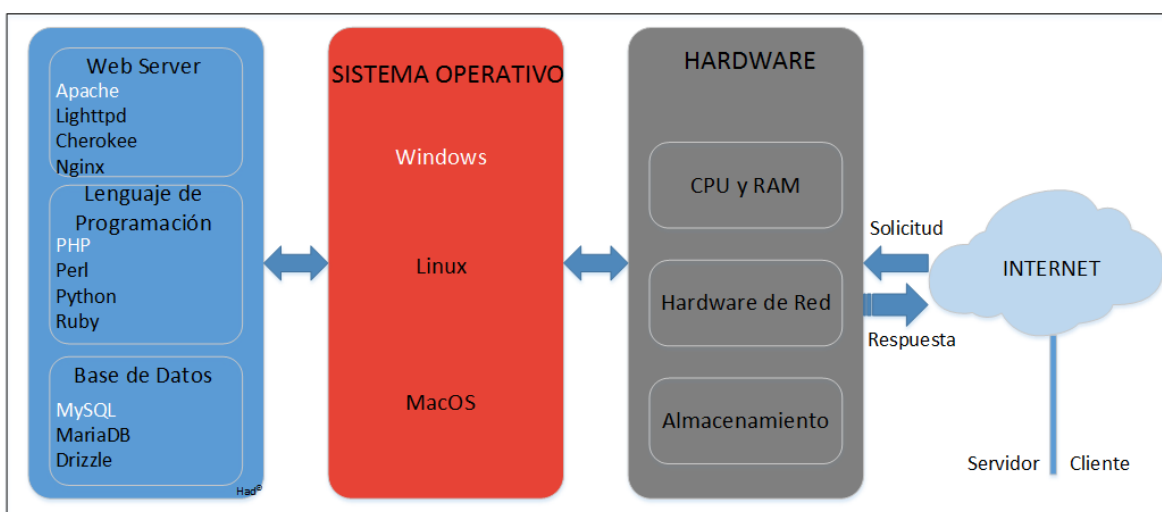 Web Server
Apache
Lighttpd
Cherokee
Nginx
Lenguaje de
Programación
PHP
Perl
Python
Ruby
Base de Datos
MySQL
MariaDB
Drizzle
Had©
SISTEMA OPERATIVO
Windows
Linux
MacOS
HARDWARE
CPU y RAM
Hardware de Red
Almacenamiento
Solicitud
Respuesta
INTERNET
Servidor
Cliente